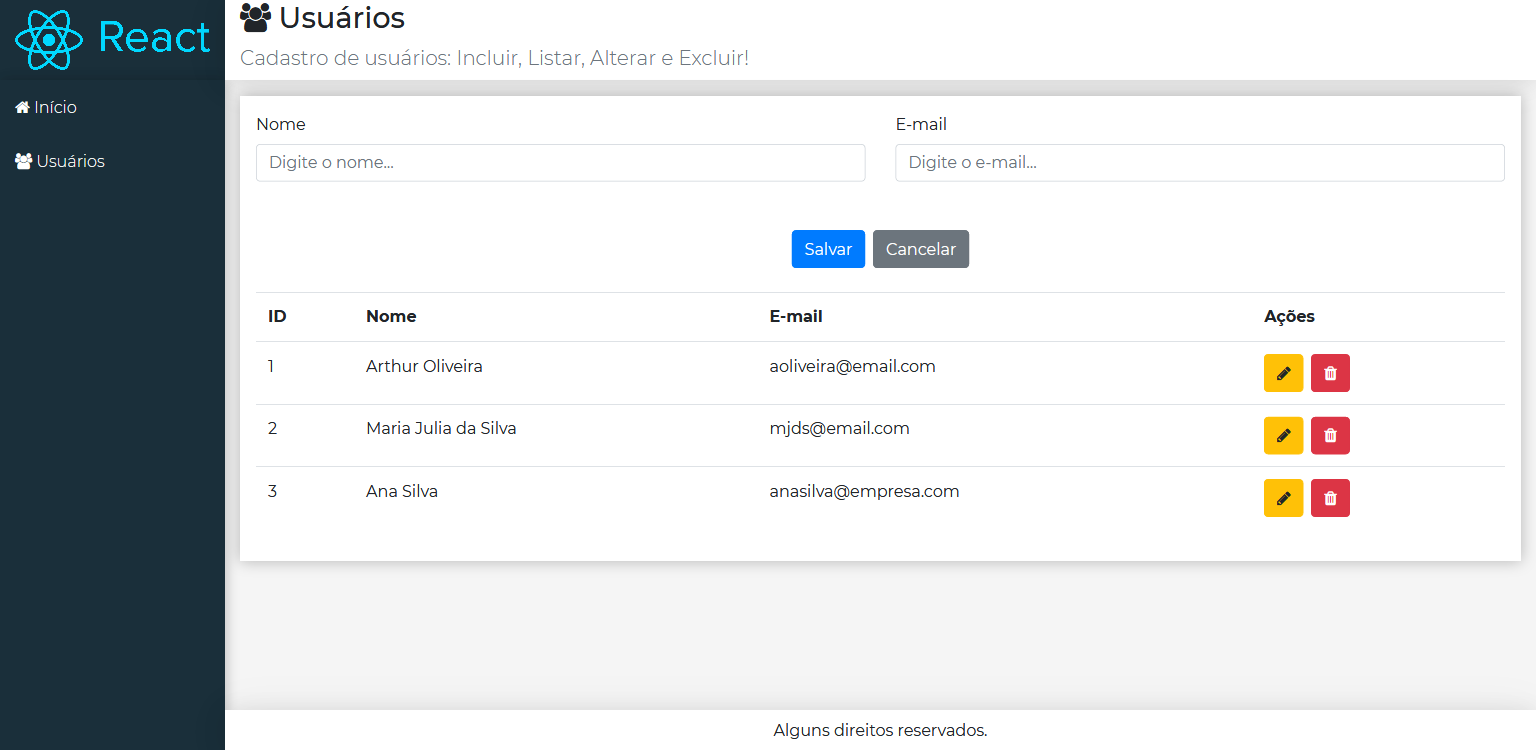 React
Usuários
Cadastro de usuários: Incluir, Listar, Alterar e Excluir!
Início
Usuários
Nome E-mail
Digite o nome... Digite o e-mail...
Salvar Cancelar
ID Nome E-mail Ações
1 Arthur Oliveira aoliveira@email.com
2 Maria Julia da Silva mjds@email.com
3 Ana Silva anasilva@empresa.com
Alguns direitos reservados.